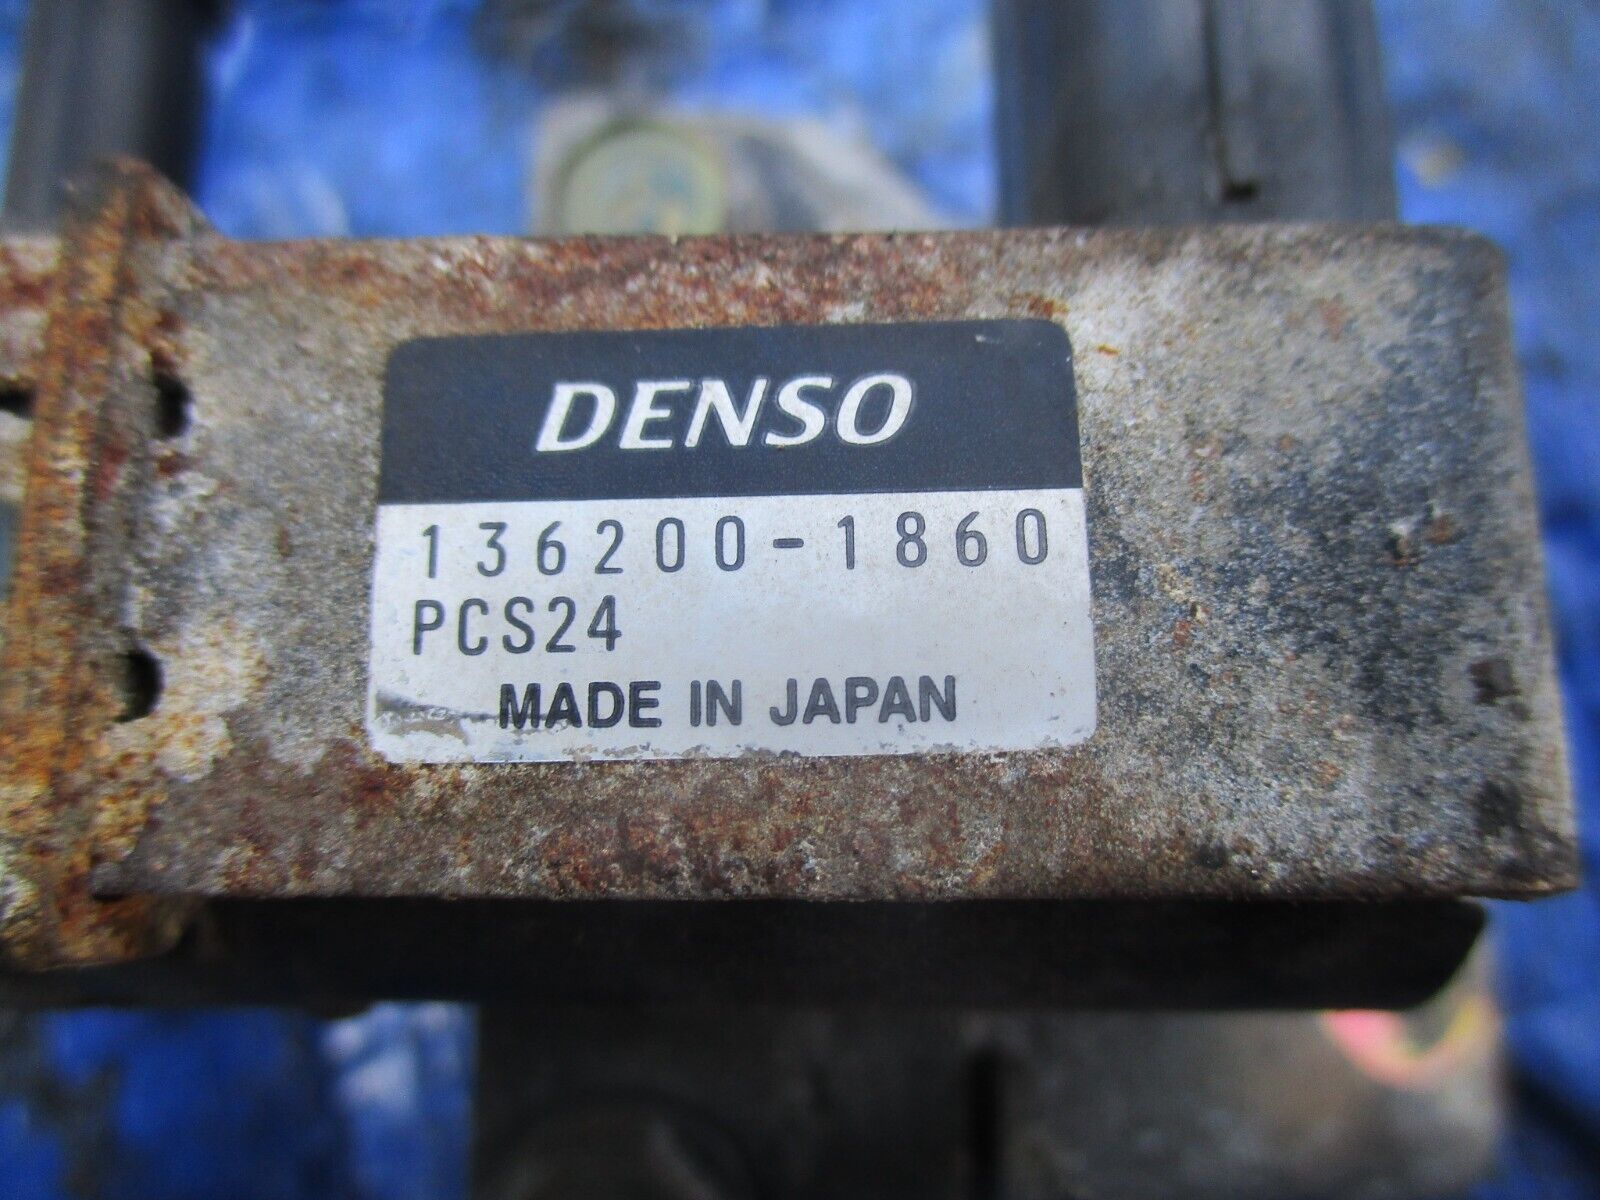 DENSO
136200-1860
PCS24
MADE IN JAPAN